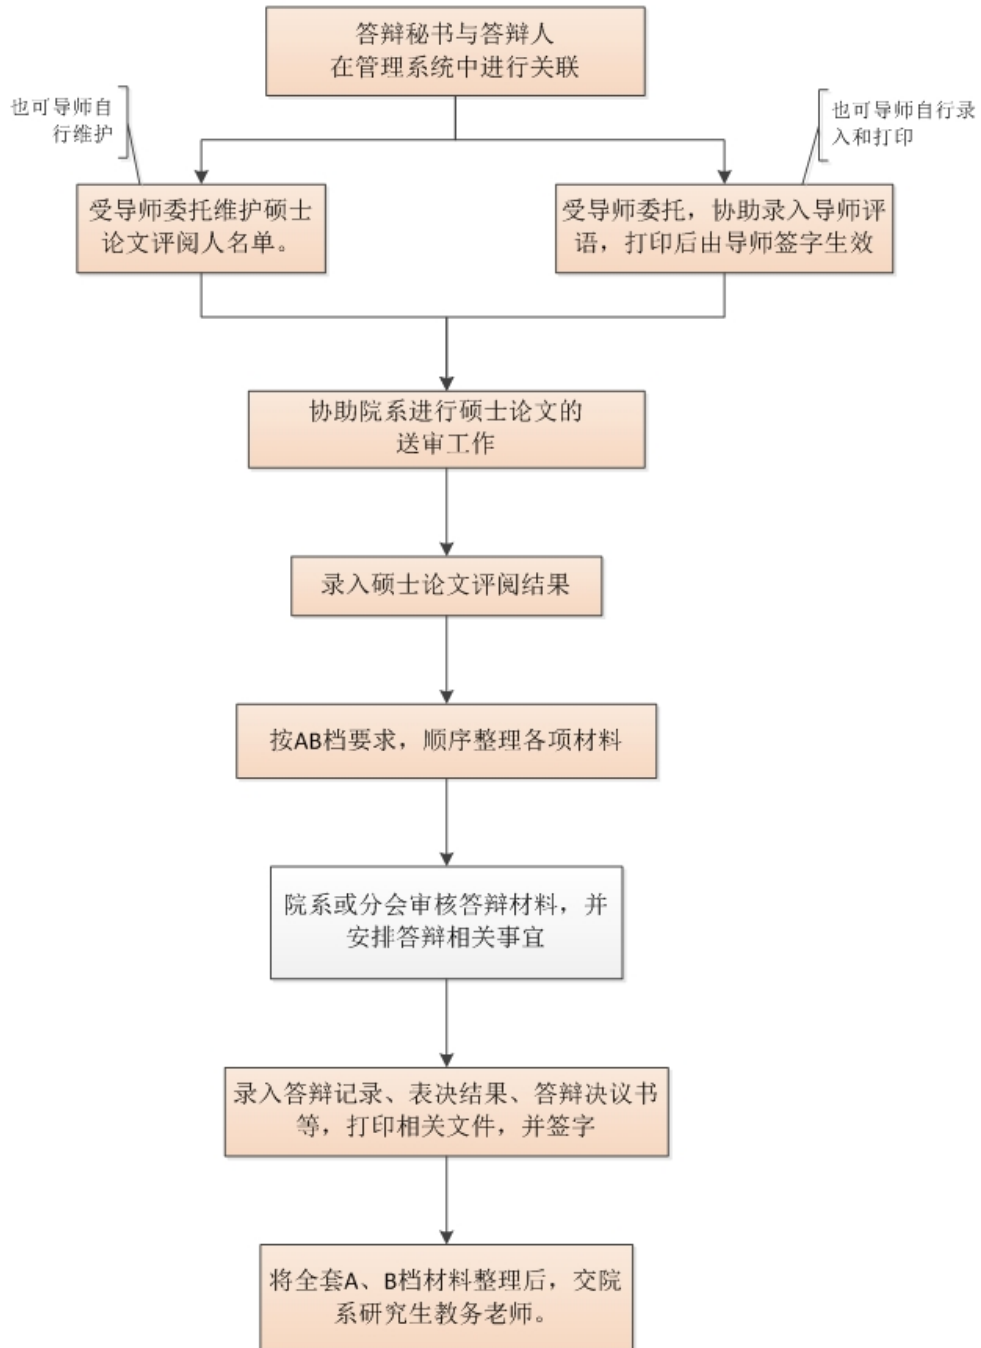 答辩秘书与答辩人
在管理系统中进行关联
也可导师自
行维护
也可导师自行录
入和打印
受导师委托维护硕士
论文评阅人名单。
受导师委托，协助录入导师评
语，打印后由导师签字生效
协助院系进行硕士论文的
送审工作
录入硕士论文评阅结果
按AB档要求，顺序整理各项材料
院系或分会审核答辩材料，并
安排答辩相关事宜
录入答辩记录、表决结果、答辩决议书
等，打印相关文件，并签字
将全套A、B档材料整理后，交院
系研究生教务老师。